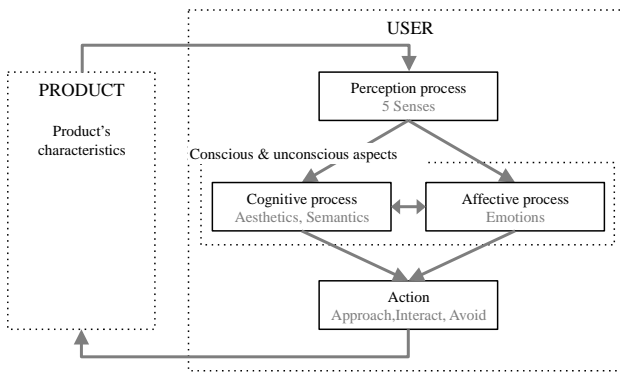 USER
PRODUCT
Product's
characteristics
Perception process
5 Senses
Conscious & unconscious aspects
Cognitive process
Aesthetics, Semantics
Affective process
Emotions
Action
Approach,Interact, Avoid